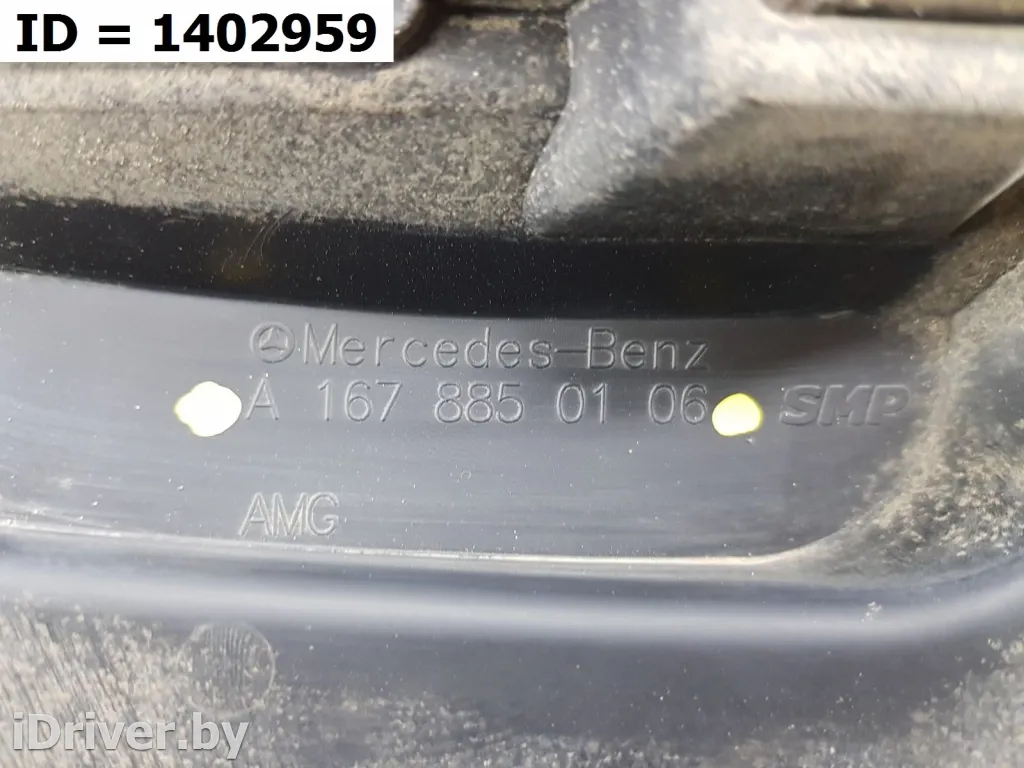 ID = 1402959
Mercedes-Benz
A 167 885 01 06 SMP
AMG
iDriver.by